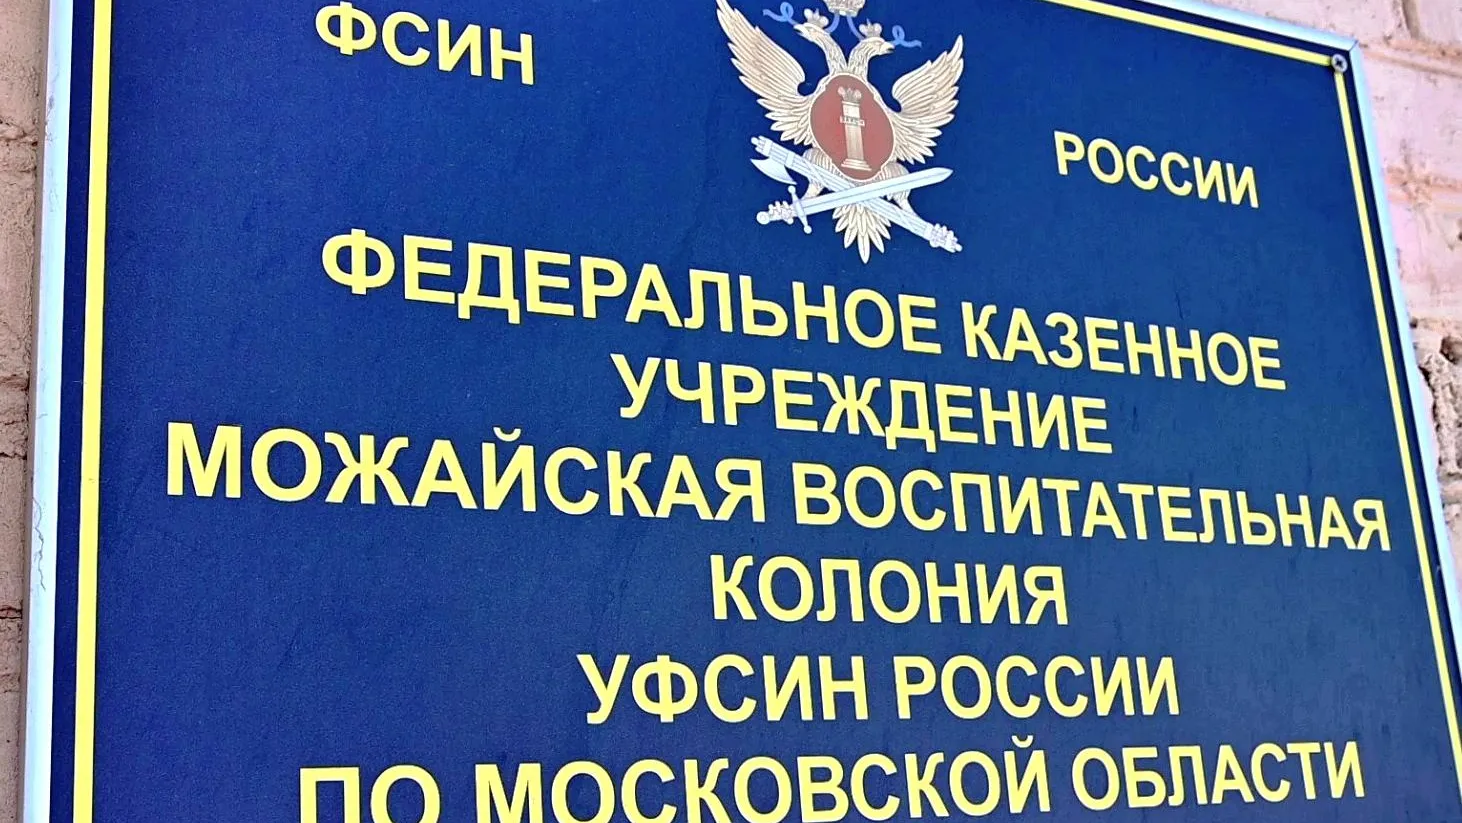 ФСИН РОССИИ
ФЕДЕРАЛЬНОЕ КАЗЕННОЕ
УЧРЕЖДЕНИЕ
МОЖАЙСКАЯ ВОСПИТАТЕЛЬНАЯ
КОЛОНИЯ
УФСИН РОССИИ
ПО МОСКОВСКОЙ ОБЛАСТИ